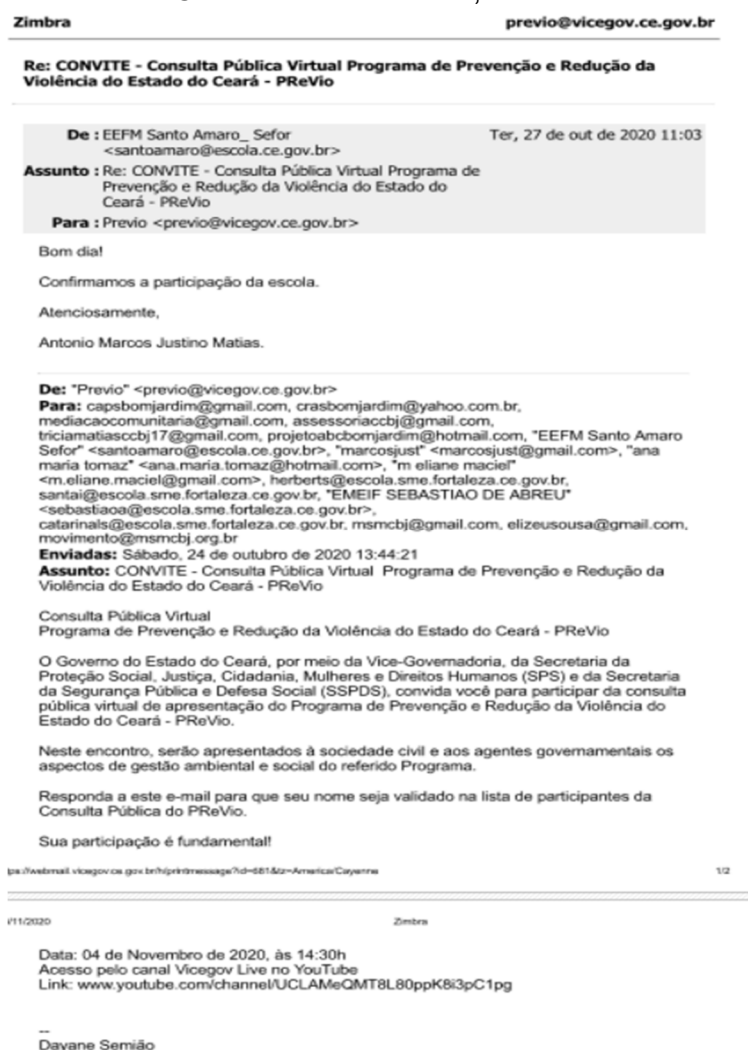 Zimbra previo@vicegov.ce.gov.br
Re: CONVITE - Consulta Pública Virtual Programa de Prevenção e Redução da
Violência do Estado do Ceará - PReVio
De : EEFM Santo Amaro_ Sefor Ter, 27 de out de 2020 11:03
<santoamaro@escola.ce.gov.br>
Assunto : Re: CONVITE - Consulta Pública Virtual Programa de
Prevenção e Redução da Violência do Estado do
Ceará - PReVio
Para : Previo <previo@vicegov.ce.gov.br>
Bom dia!
Confirmamos a participação da escola.
Atenciosamente,
Antonio Marcos Justino Matias.
De: "Previo" <previo@vicegov.ce.gov.br>
Para: capsbomjardim@gmail.com, crasbomjardim@yahoo.com.br,
mediacaocomunitaria@gmail.com, assessoriaccbj@gmail.com,
triciamatiasccbj17@gmail.com, projetoabcbomjardim@hotmail.com, "EEFM Santo Amaro
Sefor" <santoamaro@escola.ce.gov.br>, "marcosjust" <marcosjust@gmail.com>, "ana
maria tomaz" <ana.maria.tomaz@hotmail.com>, "m eliane maciel"
<m.eliane.maciel@gmail.com>, herberts@escola.sme.fortaleza.ce.gov.br,
santai@escola.sme.fortaleza.ce.gov.br, "EMEIF SEBASTIAO DE ABREU"
<sebastiaoa@escola.sme.fortaleza.ce.gov.br>,
catarinals@escola.sme.fortaleza.ce.gov.br, msmcbj@gmail.com, elizeusousa@gmail.com,
movimento@msmcbj.org.br
Enviadas: Sábado, 24 de outubro de 2020 13:44:21
Assunto: CONVITE - Consulta Pública Virtual Programa de Prevenção e Redução da
Violência do Estado do Ceará - PReVio
Consulta Pública Virtual
Programa de Prevenção e Redução da Violência do Estado do Ceará - PReVio
O Governo do Estado do Ceará, por meio da Vice-Governadoria, da Secretaria da
Proteção Social, Justiça, Cidadania, Mulheres e Direitos Humanos (SPS) e da Secretaria
da Segurança Pública e Defesa Social (SSPDS), convida você para participar da consulta
pública virtual de apresentação do Programa de Prevenção e Redução da Violência do
Estado do Ceará - PReVio.
Neste encontro, serão apresentados à sociedade civil e aos agentes governamentais os
aspectos de gestão ambiental e social do referido Programa.
Responda a este e-mail para que seu nome seja validado na lista de participantes da
Consulta Pública do PReVio.
Sua participação é fundamental!
tps://webmail.vicegov.ce.gov.br/h/printmessage?id=681&tz=America/Cayenne 1/2
/11/2020 Zimbra
Data: 04 de Novembro de 2020, às 14:30h
Acesso pelo canal Vicegov Live no YouTube
Link: www.youtube.com/channel/UCLAMeQMT8L80ppK8i3pC1pg
--
Dayane Semião